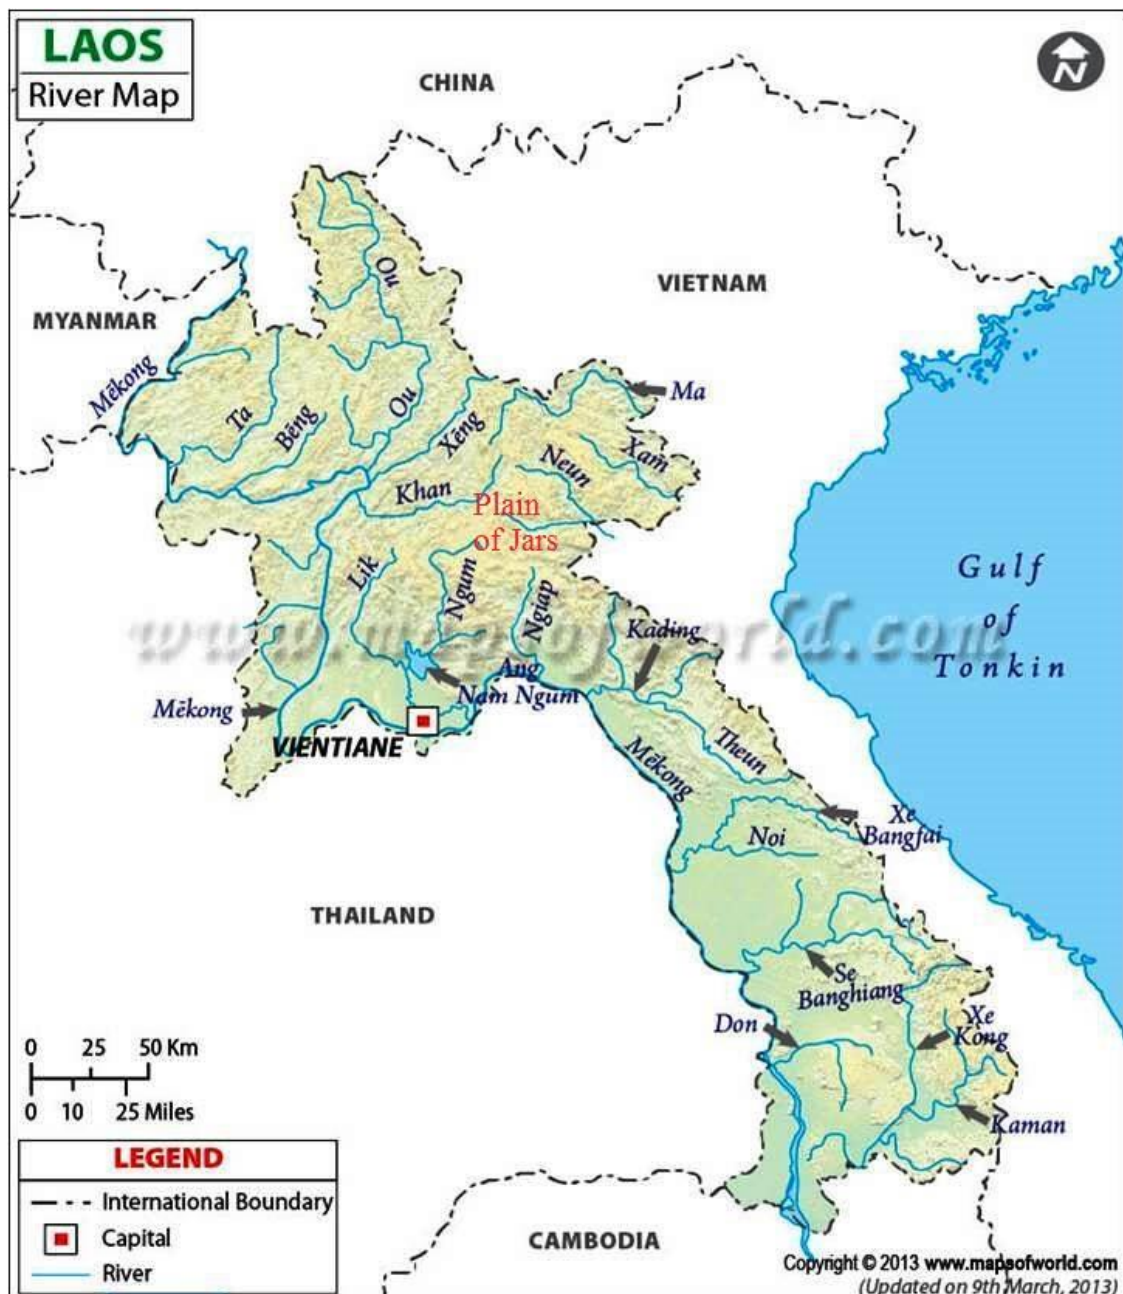 LAOS
River Map
N
CHINA
VIETNAM
MYANMAR
Mēkong
Ou
Ta
Bēng
Ou
Xēng
Ma
Xam
Neun
Khan
Plain
of Jars
Lik
Ngum
Ngiap
Kading
www.mapsofworld.com
Gulf
of
Tonkin
Ang
Nam Ngum
Mēkong
VIENTIANE
Mēkong
Theun
Xe
Bangfai
Noi
THAILAND
Se
Banghiang
Don
Xe
Kong
Kaman
0 25 50 Km
0 10 25 Miles
LEGEND
International Boundary
Capital
River
CAMBODIA
Copyright © 2013 www.mapsofworld.com
(Updated on 9th March, 2013)